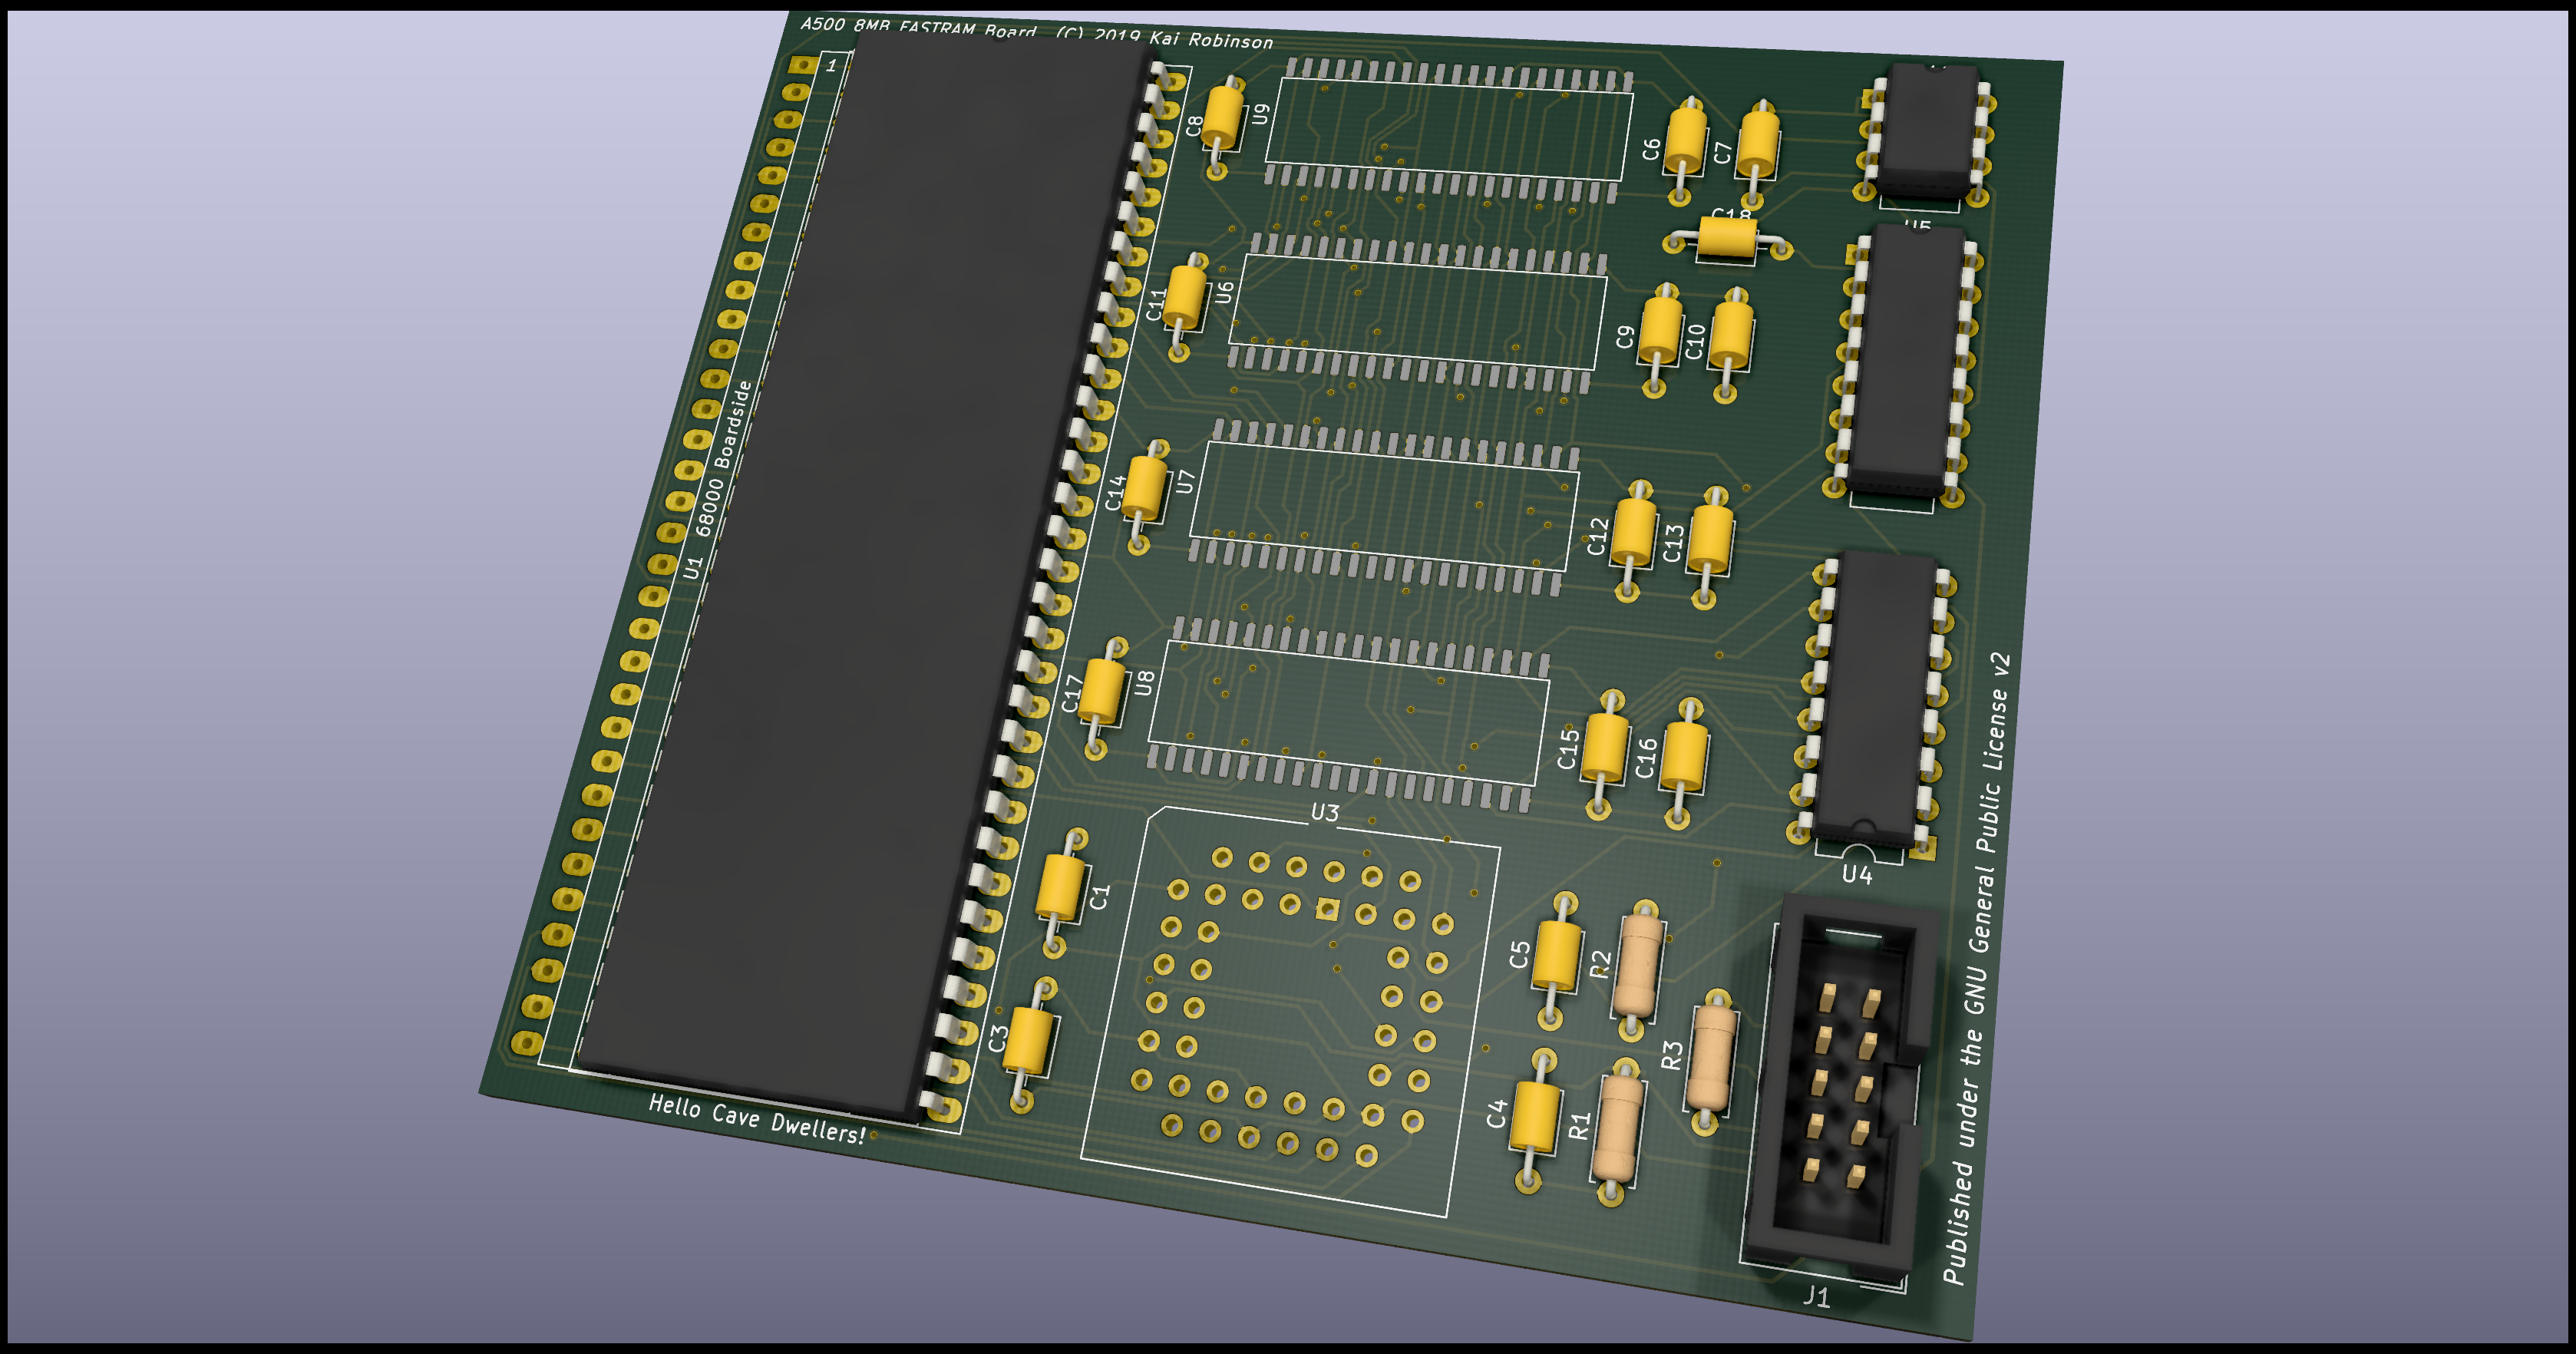 A500 8MB FASTRAM Board (C) 2019 Kai Robinson
1
C8
U9
C6
C7
C18
U5
C11
U6
C9
C10
U1 68000 Boardside
C14
U7
C12
C13
C17
U8
C15
C16
U3
U4
C1
C5
R2
C3
R3
C4
R1
Published under the GNU General Public License v2
Hello Cave Dwellers!
J1